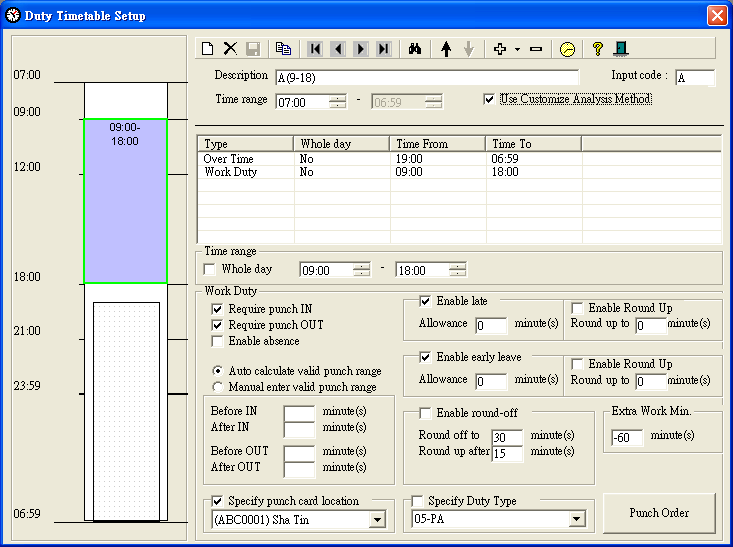 Duty Timetable Setup
07:00
09:00
12:00
18:00
21:00
23:59
06:59
09:00-
18:00
Description A(9-18) Input code : A
Time range 07:00 - 06:59 Use Customize Analysis Method
Type Whole day Time From Time To
Over Time No 19:00 06:59
Work Duty No 09:00 18:00
Time range
Whole day 09:00 - 18:00
Work Duty
Require punch IN
Require punch OUT
Enable absence
Auto calculate valid punch range
Manual enter valid punch range
Before IN minute(s)
After IN minute(s)
Before OUT minute(s)
After OUT minute(s)
Enable late
Allowance 0 minute(s)
Enable Round Up
Round up to 0 minute(s)
Enable early leave
Allowance 0 minute(s)
Enable Round Up
Round up to 0 minute(s)
Enable round-off
Round off to 30 minute(s)
Round up after 15 minute(s)
Extra Work Min.
-60 minute(s)
Specify punch card location
(ABC0001) Sha Tin
Specify Duty Type
05-PA
Punch Order